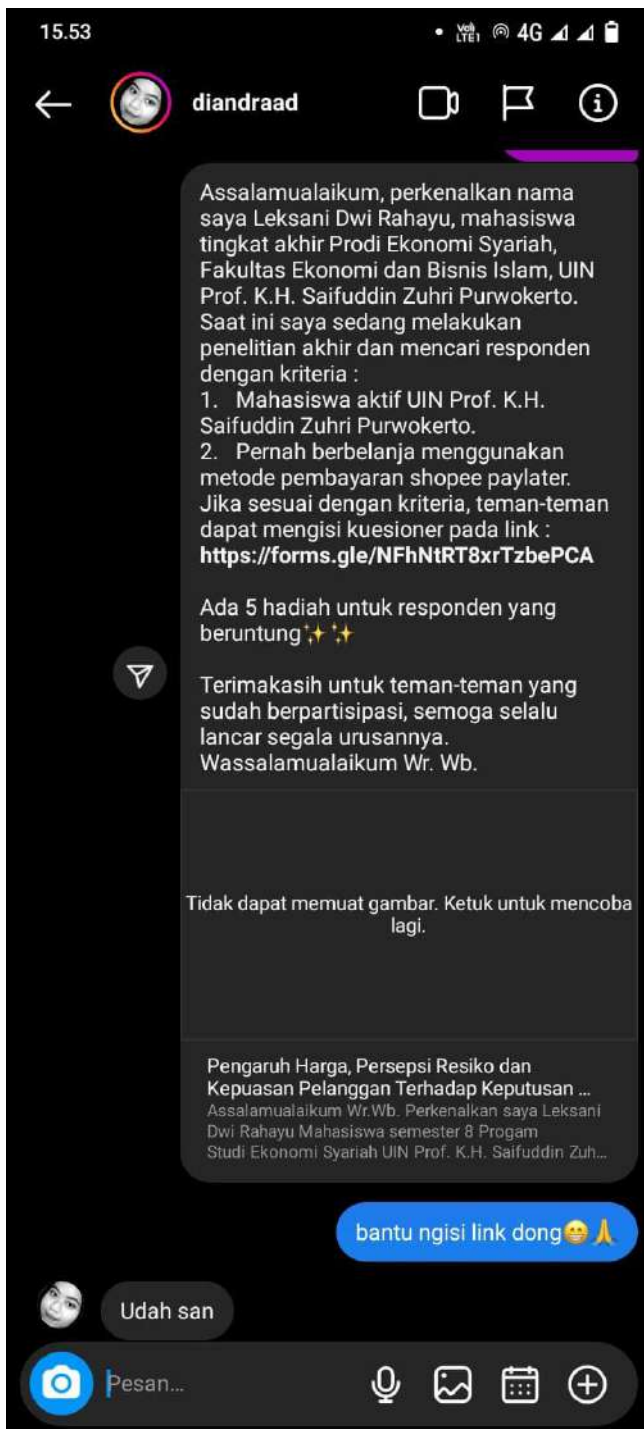 15.53
Vo)) LTE1 4G
diandraad
Assalamualaikum, perkenalkan nama
saya Leksani Dwi Rahayu, mahasiswa
tingkat akhir Prodi Ekonomi Syariah,
Fakultas Ekonomi dan Bisnis Islam, UIN
Prof. K.H. Saifuddin Zuhri Purwokerto.
Saat ini saya sedang melakukan
penelitian akhir dan mencari responden
dengan kriteria :
1. Mahasiswa aktif UIN Prof. K.H.
Saifuddin Zuhri Purwokerto.
2. Pernah berbelanja menggunakan
metode pembayaran shopee paylater.
Jika sesuai dengan kriteria, teman-teman
dapat mengisi kuesioner pada link :
https://forms.gle/NFhNtRT8xrTzbePCA
Ada 5 hadiah untuk responden yang
beruntung✨✨
Terimakasih untuk teman-teman yang
sudah berpartisipasi, semoga selalu
lancar segala urusannya.
Wassalamualaikum Wr. Wb.
Tidak dapat memuat gambar. Ketuk untuk mencoba
lagi.
Pengaruh Harga, Persepsi Resiko dan
Kepuasan Pelanggan Terhadap Keputusan ...
Assalamualaikum Wr.Wb. Perkenalkan saya Leksani
Dwi Rahayu Mahasiswa semester 8 Progam
Studi Ekonomi Syariah UIN Prof. K.H. Saifuddin Zuh...
bantu ngisi link dong😁🙏
Udah san
Pesan...